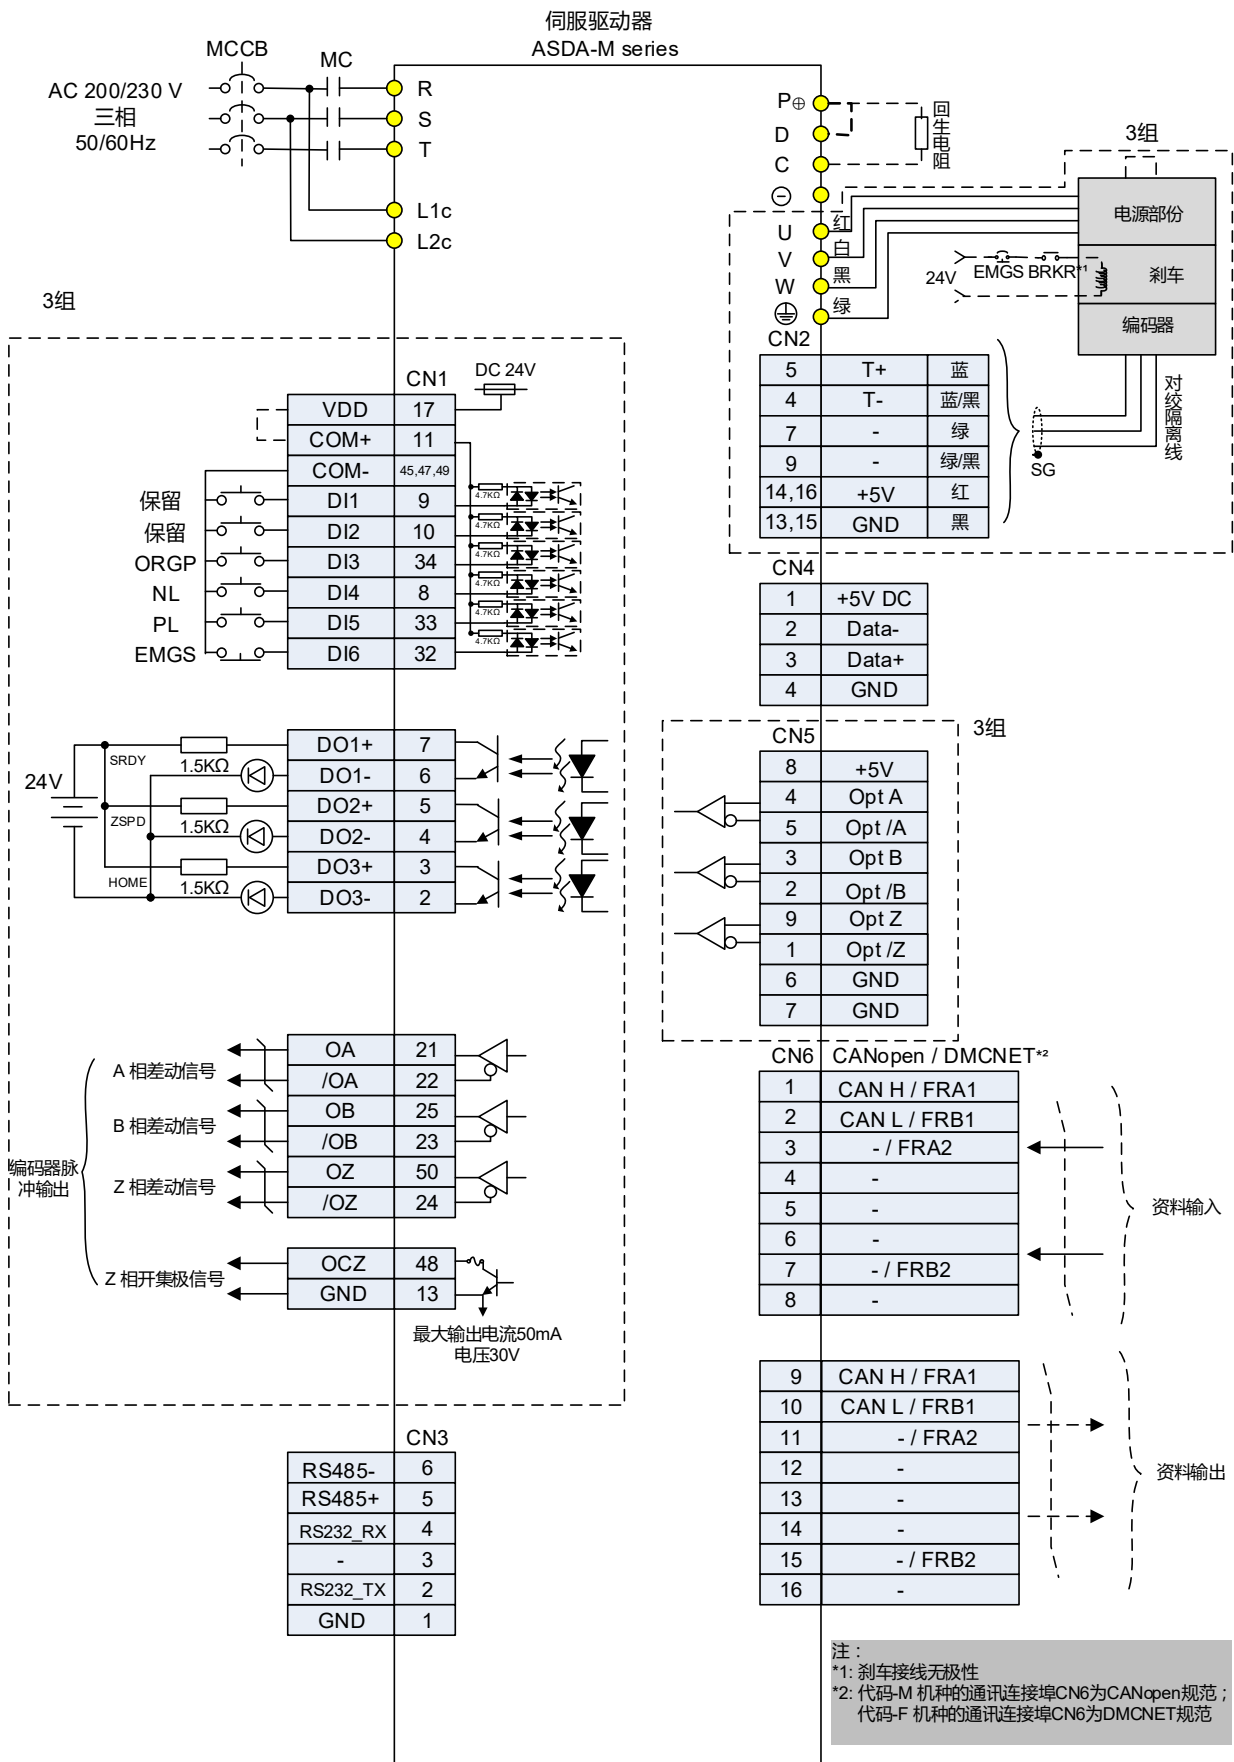 伺服驱动器
ASDA-M series
MCCB
MC
AC 200/230 V
三相
50/60Hz
R
S
T
L1c
L2c
P⊕
D
C
⊖
回生电阻
3组
U
V
W
红
白
黑
绿
电源部份
24V
EMGS BRKR*1
刹车
编码器
对绞隔离线
SG
CN2
5 T+ 蓝
4 T- 蓝/黑
7 - 绿
9 - 绿/黑
14,16 +5V 红
13,15 GND 黑
3组
CN1
DC 24V
VDD 17
COM+ 11
COM- 45,47,49
保留 DI1 9 4.7KΩ
保留 DI2 10 4.7KΩ
ORGP DI3 34 4.7KΩ
NL DI4 8 4.7KΩ
PL DI5 33 4.7KΩ
EMGS DI6 32 4.7KΩ
24V
SRDY
DO1+ 7
1.5KΩ
DO1- 6
DO2+ 5
ZSPD
1.5KΩ
DO2- 4
DO3+ 3
HOME
1.5KΩ
DO3- 2
编码器脉
冲输出
A 相差动信号
OA 21
/OA 22
B 相差动信号
OB 25
/OB 23
Z 相差动信号
OZ 50
/OZ 24
Z 相开集极信号
OCZ 48
GND 13
最大输出电流50mA
电压30V
CN3
RS485- 6
RS485+ 5
RS232_RX 4
- 3
RS232_TX 2
GND 1
CN4
1 +5V DC
2 Data-
3 Data+
4 GND
3组
CN5
8 +5V
4 Opt A
5 Opt /A
3 Opt B
2 Opt /B
9 Opt Z
1 Opt /Z
6 GND
7 GND
CN6 CANopen / DMCNET*2
1 CAN H / FRA1
2 CAN L / FRB1
3 - / FRA2
4 -
5 -
6 -
7 - / FRB2
8 -
资料输入
9 CAN H / FRA1
10 CAN L / FRB1
11 - / FRA2
12 -
13 -
14 -
15 - / FRB2
16 -
资料输出
注：
*1: 刹车接线无极性
*2: 代码-M 机种的通讯连接埠CN6为CANopen规范；
代码-F 机种的通讯连接埠CN6为DMCNET规范